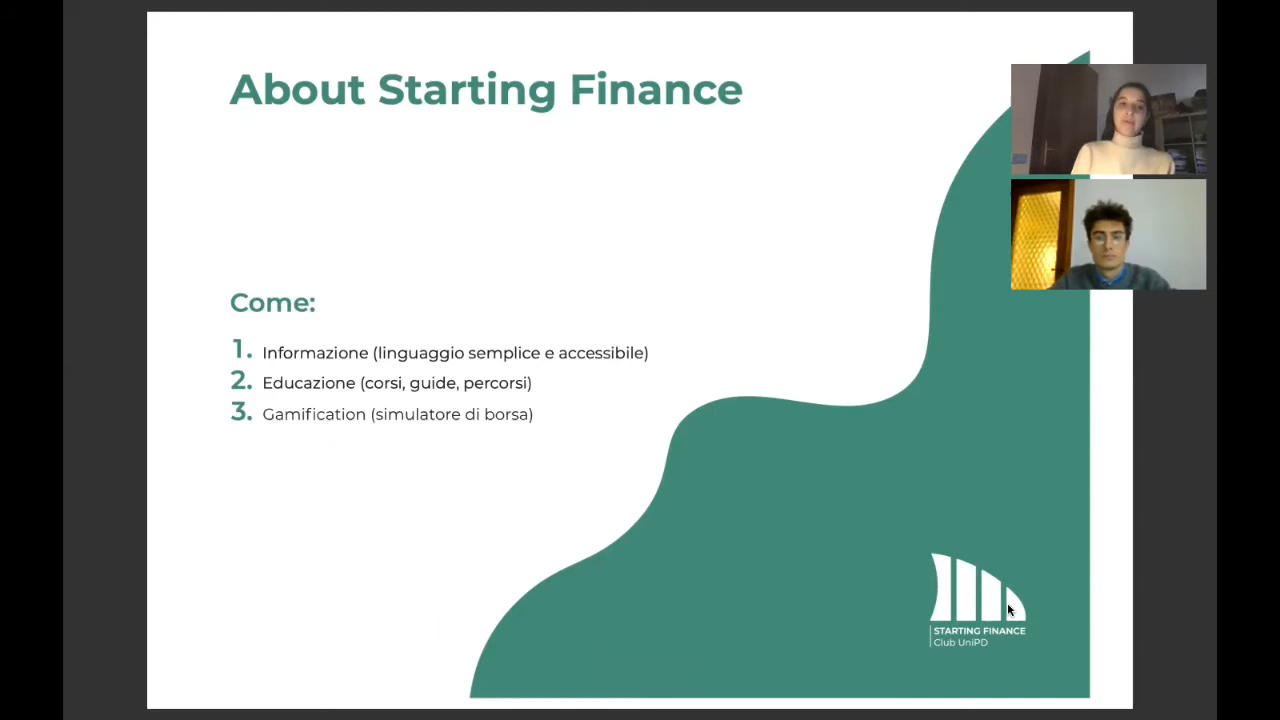 About Starting Finance
Come:
1. Informazione (linguaggio semplice e accessibile)
2. Educazione (corsi, guide, percorsi)
3. Gamification (simulatore di borsa)
STARTING FINANCE
Club UniPD